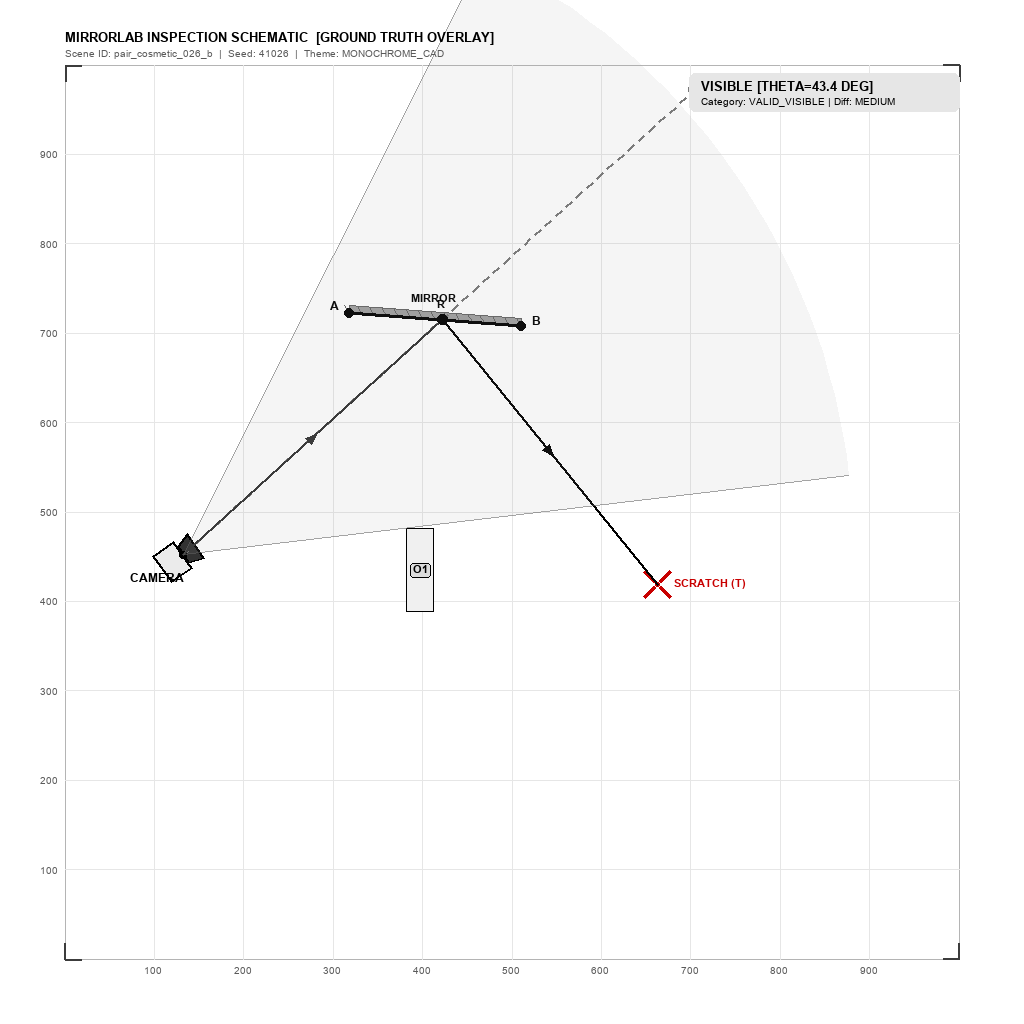 MIRRORLAB INSPECTION SCHEMATIC  [GROUND TRUTH OVERLAY]
Scene ID: pair_cosmetic_026_b  |  Seed: 41026  |  Theme: MONOCHROME_CAD
VISIBLE [THETA=43.4 DEG]
Category: VALID_VISIBLE | Diff: MEDIUM
900
800
MIRROR
R
A
B
700
600
500
CAMERA
O1
SCRATCH (T)
400
300
200
100
100 200 300 400 500 600 700 800 900